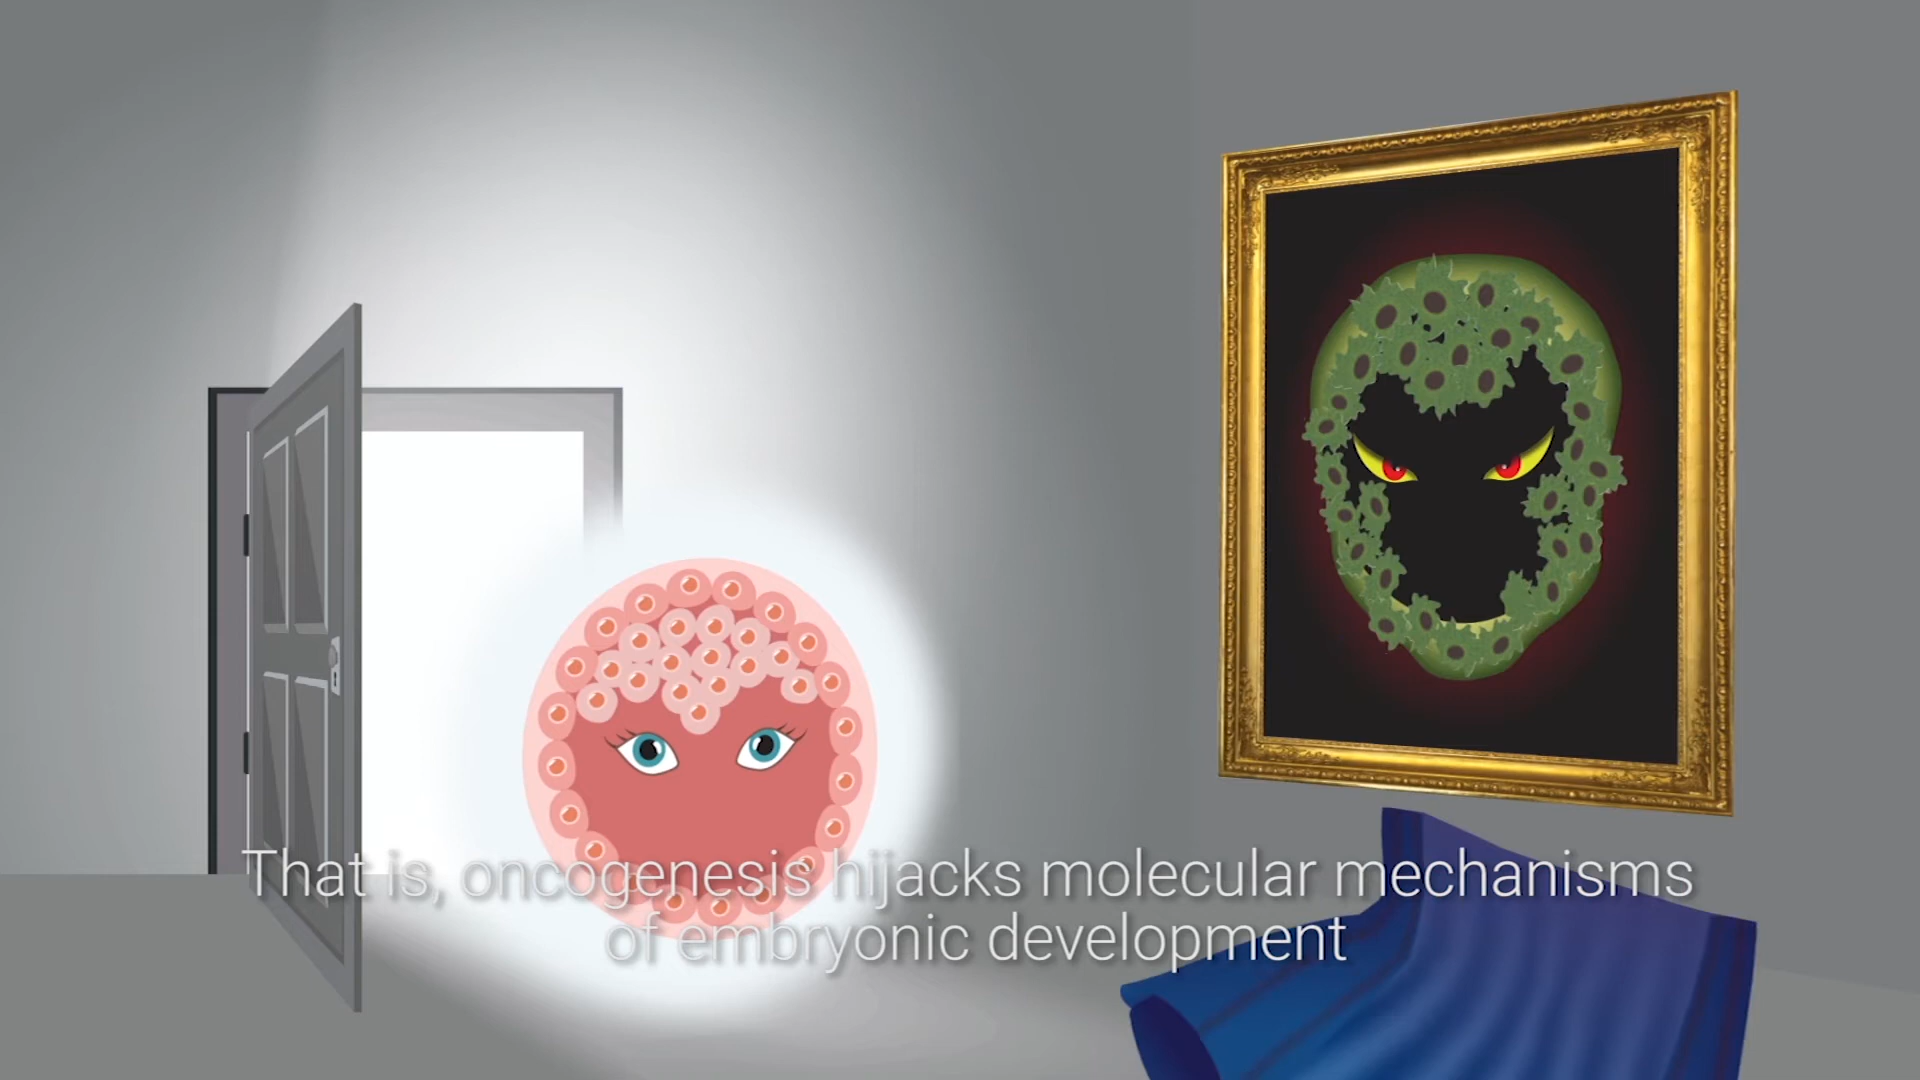 That is, oncogenesis hijacks molecular mechanisms
of embryonic development